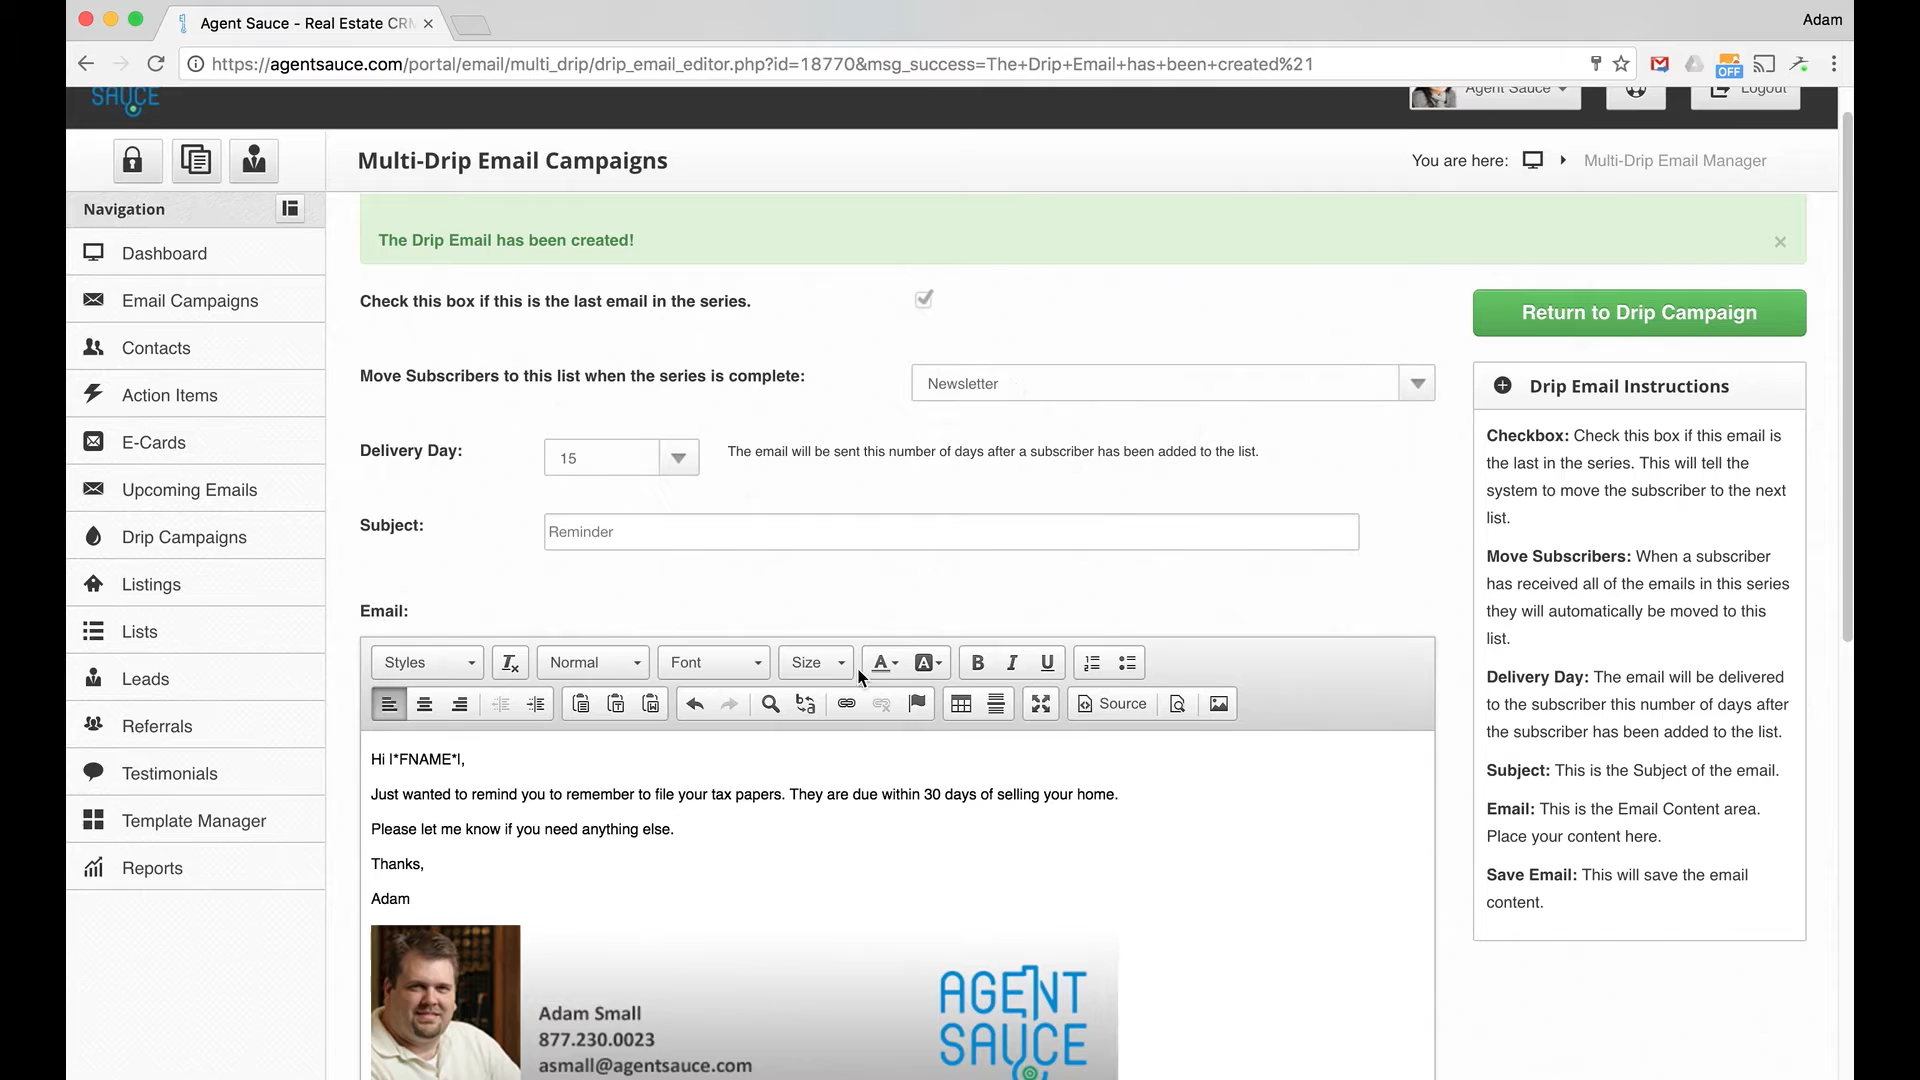 Agent Sauce - Real Estate CRM
Adam
https://agentsauce.com/portal/email/multi_drip/drip_email_editor.php?id=18770&msg_success=The+Drip+Email+has+been+created%21
OFF
SAUCE
Agent Sauce
Logout
Multi-Drip Email Campaigns
You are here:
Multi-Drip Email Manager
Navigation
Dashboard
Email Campaigns
Contacts
Action Items
E-Cards
Upcoming Emails
Drip Campaigns
Listings
Lists
Leads
Referrals
Testimonials
Template Manager
Reports
The Drip Email has been created!
×
Check this box if this is the last email in the series.
Move Subscribers to this list when the series is complete:
Newsletter
Delivery Day:
15
The email will be sent this number of days after a subscriber has been added to the list.
Subject:
Reminder
Email:
Styles
Normal
Font
Size
Source
Hi |*FNAME*|,
Just wanted to remind you to remember to file your tax papers. They are due within 30 days of selling your home.
Please let me know if you need anything else.
Thanks,
Adam
Adam Small
877.230.0023
asmall@agentsauce.com
AGENT
SAUCE
Return to Drip Campaign
Drip Email Instructions
Checkbox: Check this box if this email is
the last in the series. This will tell the
system to move the subscriber to the next
list.
Move Subscribers: When a subscriber
has received all of the emails in this series
they will automatically be moved to this
list.
Delivery Day: The email will be delivered
to the subscriber this number of days after
the subscriber has been added to the list.
Subject: This is the Subject of the email.
Email: This is the Email Content area.
Place your content here.
Save Email: This will save the email
content.